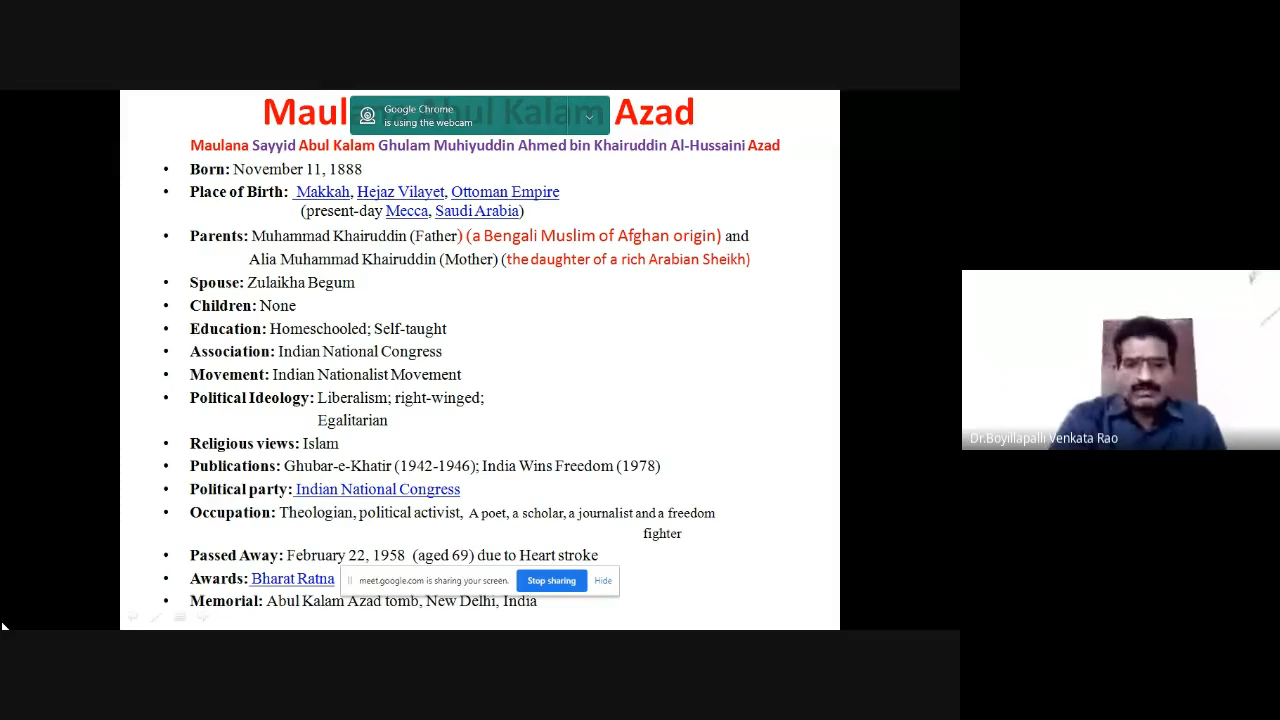 Maulana Abul Kalam Azad
Google Chrome
is using the webcam
Maulana Sayyid Abul Kalam Ghulam Muhiyuddin Ahmed bin Khairuddin Al-Hussaini Azad
• Born: November 11, 1888
• Place of Birth: Makkah, Hejaz Vilayet, Ottoman Empire
(present-day Mecca, Saudi Arabia)
• Parents: Muhammad Khairuddin (Father) (a Bengali Muslim of Afghan origin) and
Alia Muhammad Khairuddin (Mother) (the daughter of a rich Arabian Sheikh)
• Spouse: Zulaikha Begum
• Children: None
• Education: Homeschooled; Self-taught
• Association: Indian National Congress
• Movement: Indian Nationalist Movement
• Political Ideology: Liberalism; right-winged;
Egalitarian
• Religious views: Islam
• Publications: Ghubar-e-Khatir (1942-1946); India Wins Freedom (1978)
• Political party: Indian National Congress
• Occupation: Theologian, political activist, A poet, a scholar, a journalist and a freedom
fighter
• Passed Away: February 22, 1958 (aged 69) due to Heart stroke
• Awards: Bharat Ratna
meet.google.com is sharing your screen. Stop sharing Hide
• Memorial: Abul Kalam Azad tomb, New Delhi, India
Dr.Boyillapalli Venkata Rao